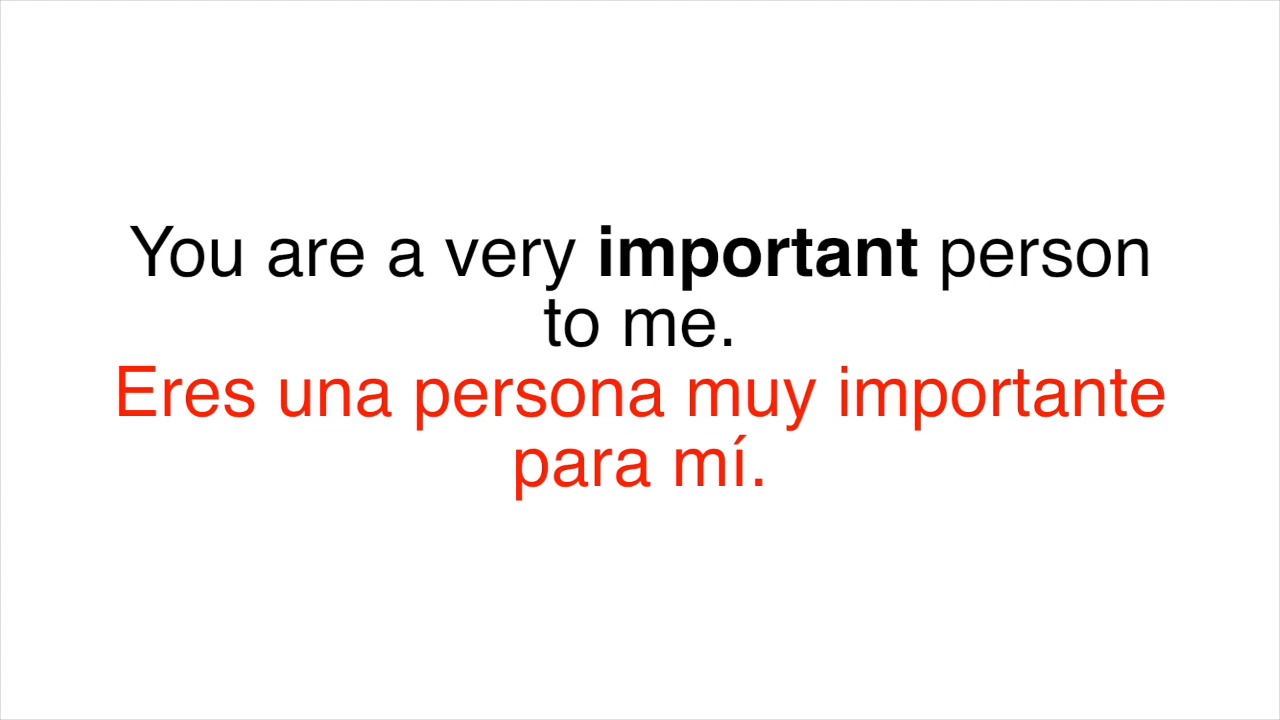 You are a very important person
to me.
Eres una persona muy importante
para mí.